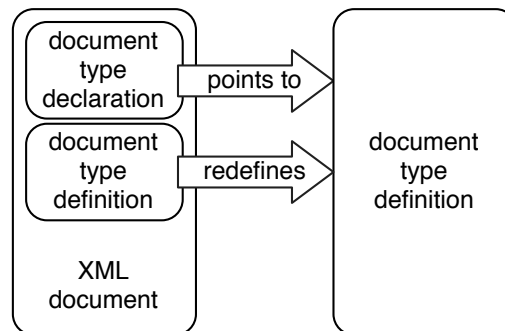 document
type
declaration
points to
document
type
definition
redefines
document
type
definition
XML
document